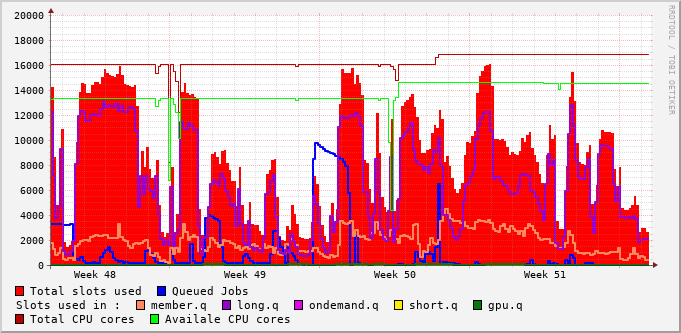 RRDTOOL / TOBI OETIKER
20000
18000
16000
14000
12000
10000
8000
6000
4000
2000
0
Week 48 Week 49 Week 50 Week 51
Total slots used Queued Jobs
Slots used in : member.q long.q ondemand.q short.q gpu.q
Total CPU cores Availale CPU cores